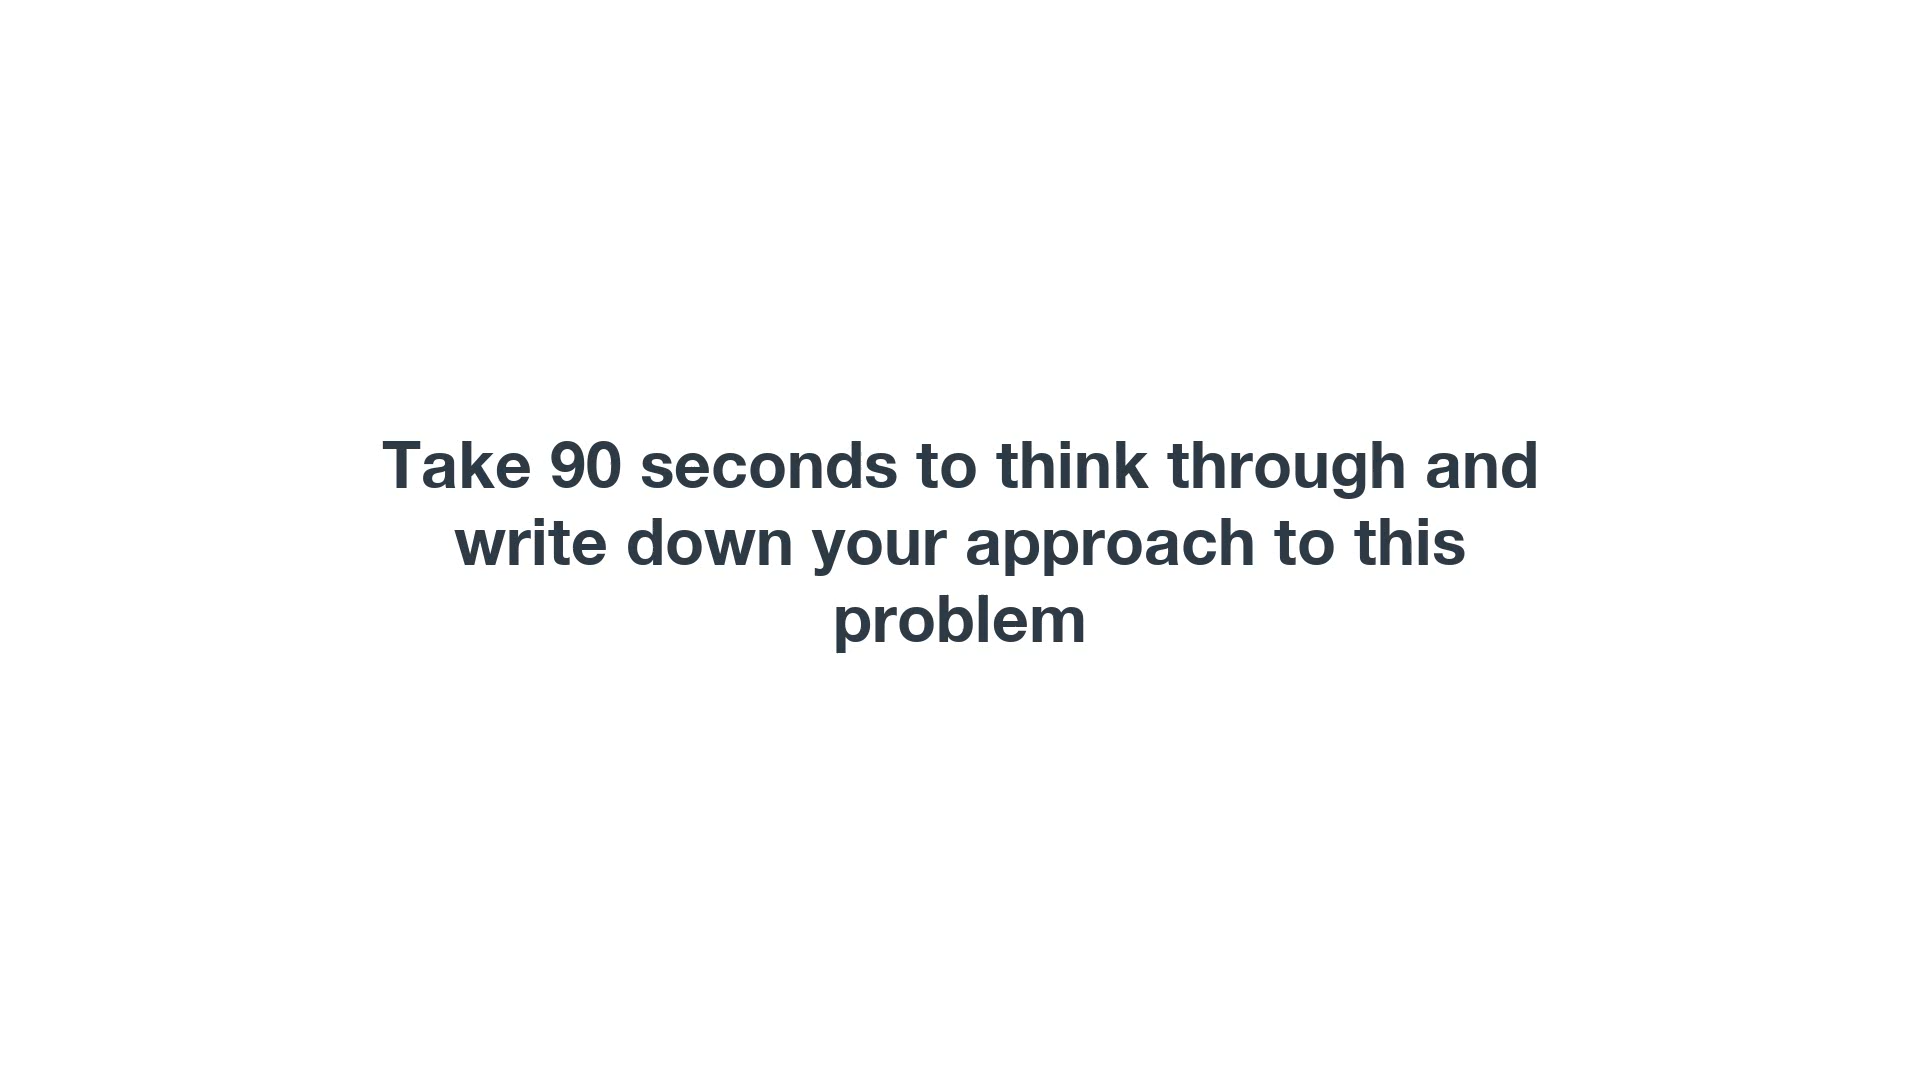 Take 90 seconds to think through and
write down your approach to this
problem